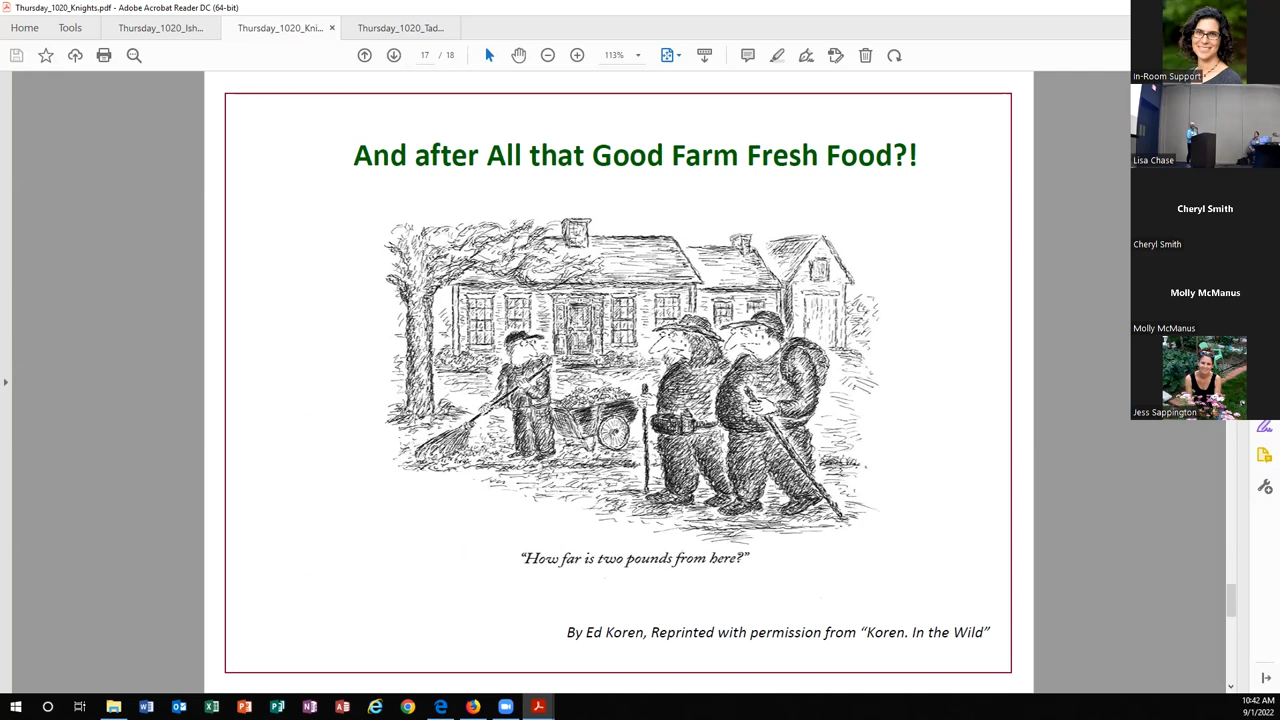 Thursday_1020_Knights.pdf - Adobe Acrobat Reader DC (64-bit)
Home Tools Thursday_1020_Ish... Thursday_1020_Kni... × Thursday_1020_Tad...
17 / 18 113%
And after All that Good Farm Fresh Food?!
“How far is two pounds from here?”
By Ed Koren, Reprinted with permission from “Koren. In the Wild”
In-Room Support
Lisa Chase
Cheryl Smith
Cheryl Smith
Molly McManus
Molly McManus
Jess Sappington
10:42 AM
9/1/2022